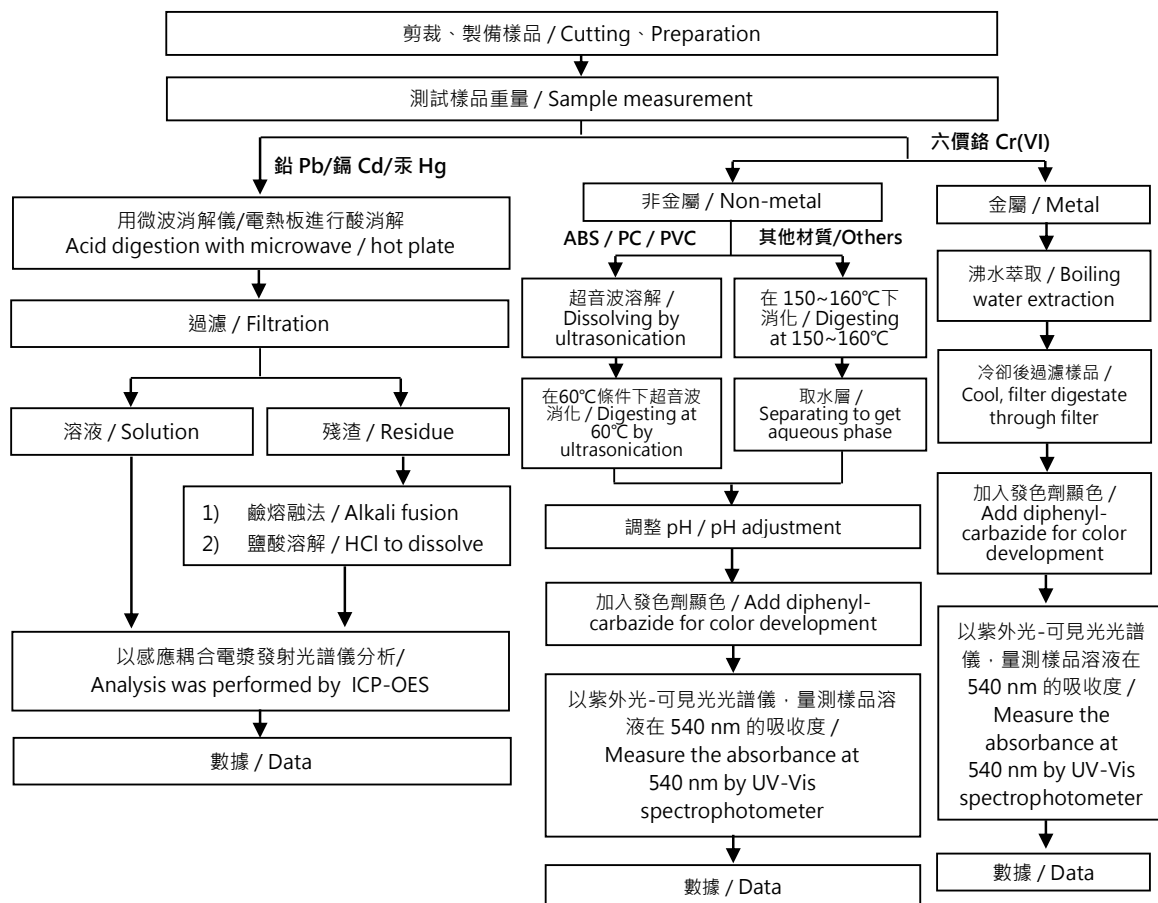 剪裁、製備樣品 / Cutting、Preparation
測試樣品重量 / Sample measurement
鉛 Pb/鎘 Cd/汞 Hg
用微波消解儀/電熱板進行酸消解
Acid digestion with microwave / hot plate
過濾 / Filtration
溶液 / Solution
殘渣 / Residue
1) 鹼熔融法 / Alkali fusion
2) 鹽酸溶解 / HCl to dissolve
以感應耦合電漿發射光譜儀分析/
Analysis was performed by ICP-OES
數據 / Data
六價鉻 Cr(VI)
非金屬 / Non-metal
ABS / PC / PVC
其他材質/Others
超音波溶解 /
Dissolving by
ultrasonication
在60℃條件下超音波
消化 / Digesting at
60℃ by
ultrasonication
在 150~160℃下
消化 / Digesting
at 150~160℃
取水層 /
Separating to get
aqueous phase
調整 pH / pH adjustment
加入發色劑顯色 / Add diphenyl-
carbazide for color development
以紫外光-可見光光譜儀，量測樣品溶
液在 540 nm 的吸收度 /
Measure the absorbance at
540 nm by UV-Vis
spectrophotometer
數據 / Data
金屬 / Metal
沸水萃取 / Boiling
water extraction
冷卻後過濾樣品 /
Cool, filter digestate
through filter
加入發色劑顯色 /
Add diphenyl-
carbazide for color
development
以紫外光-可見光光譜
儀，量測樣品溶液在
540 nm 的吸收度 /
Measure the
absorbance at
540 nm by UV-Vis
spectrophotometer
數據 / Data